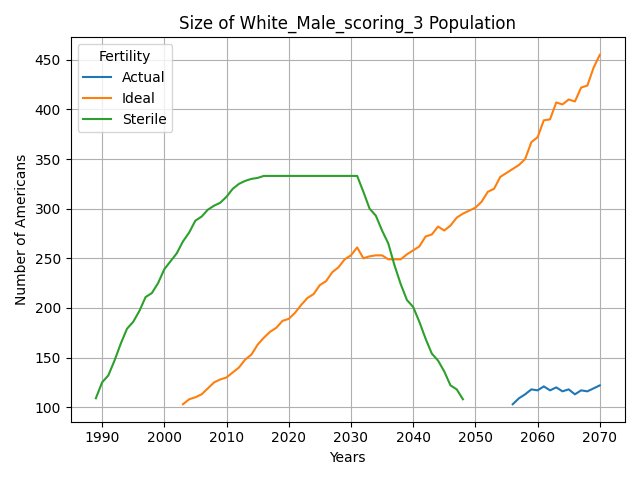 Size of White_Male_scoring_3 Population
Fertility
Actual
Ideal
Sterile
Number of Americans
450
400
350
300
250
200
150
100
1990 2000 2010 2020 2030 2040 2050 2060 2070
Years